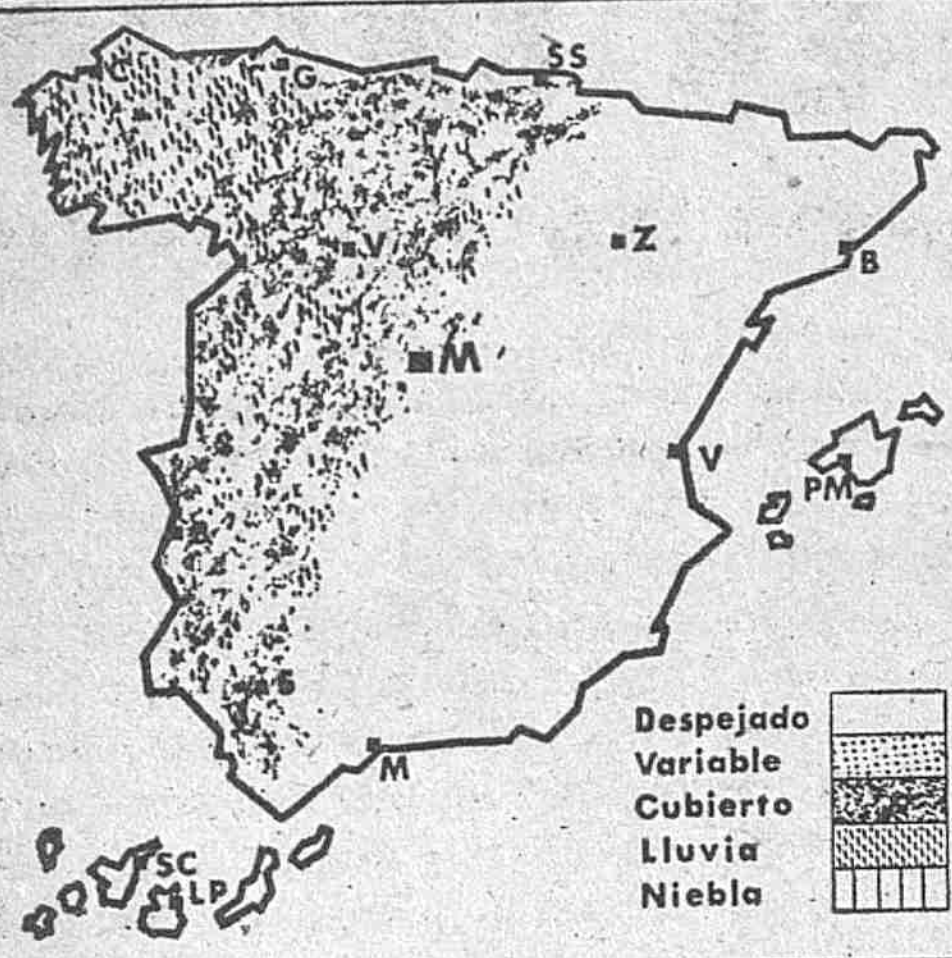 C
G
SS
V
Z
B
M
V
PM
B
S
M
SC
LP
Despejado
Variable
Cubierto
Lluvia
Niebla